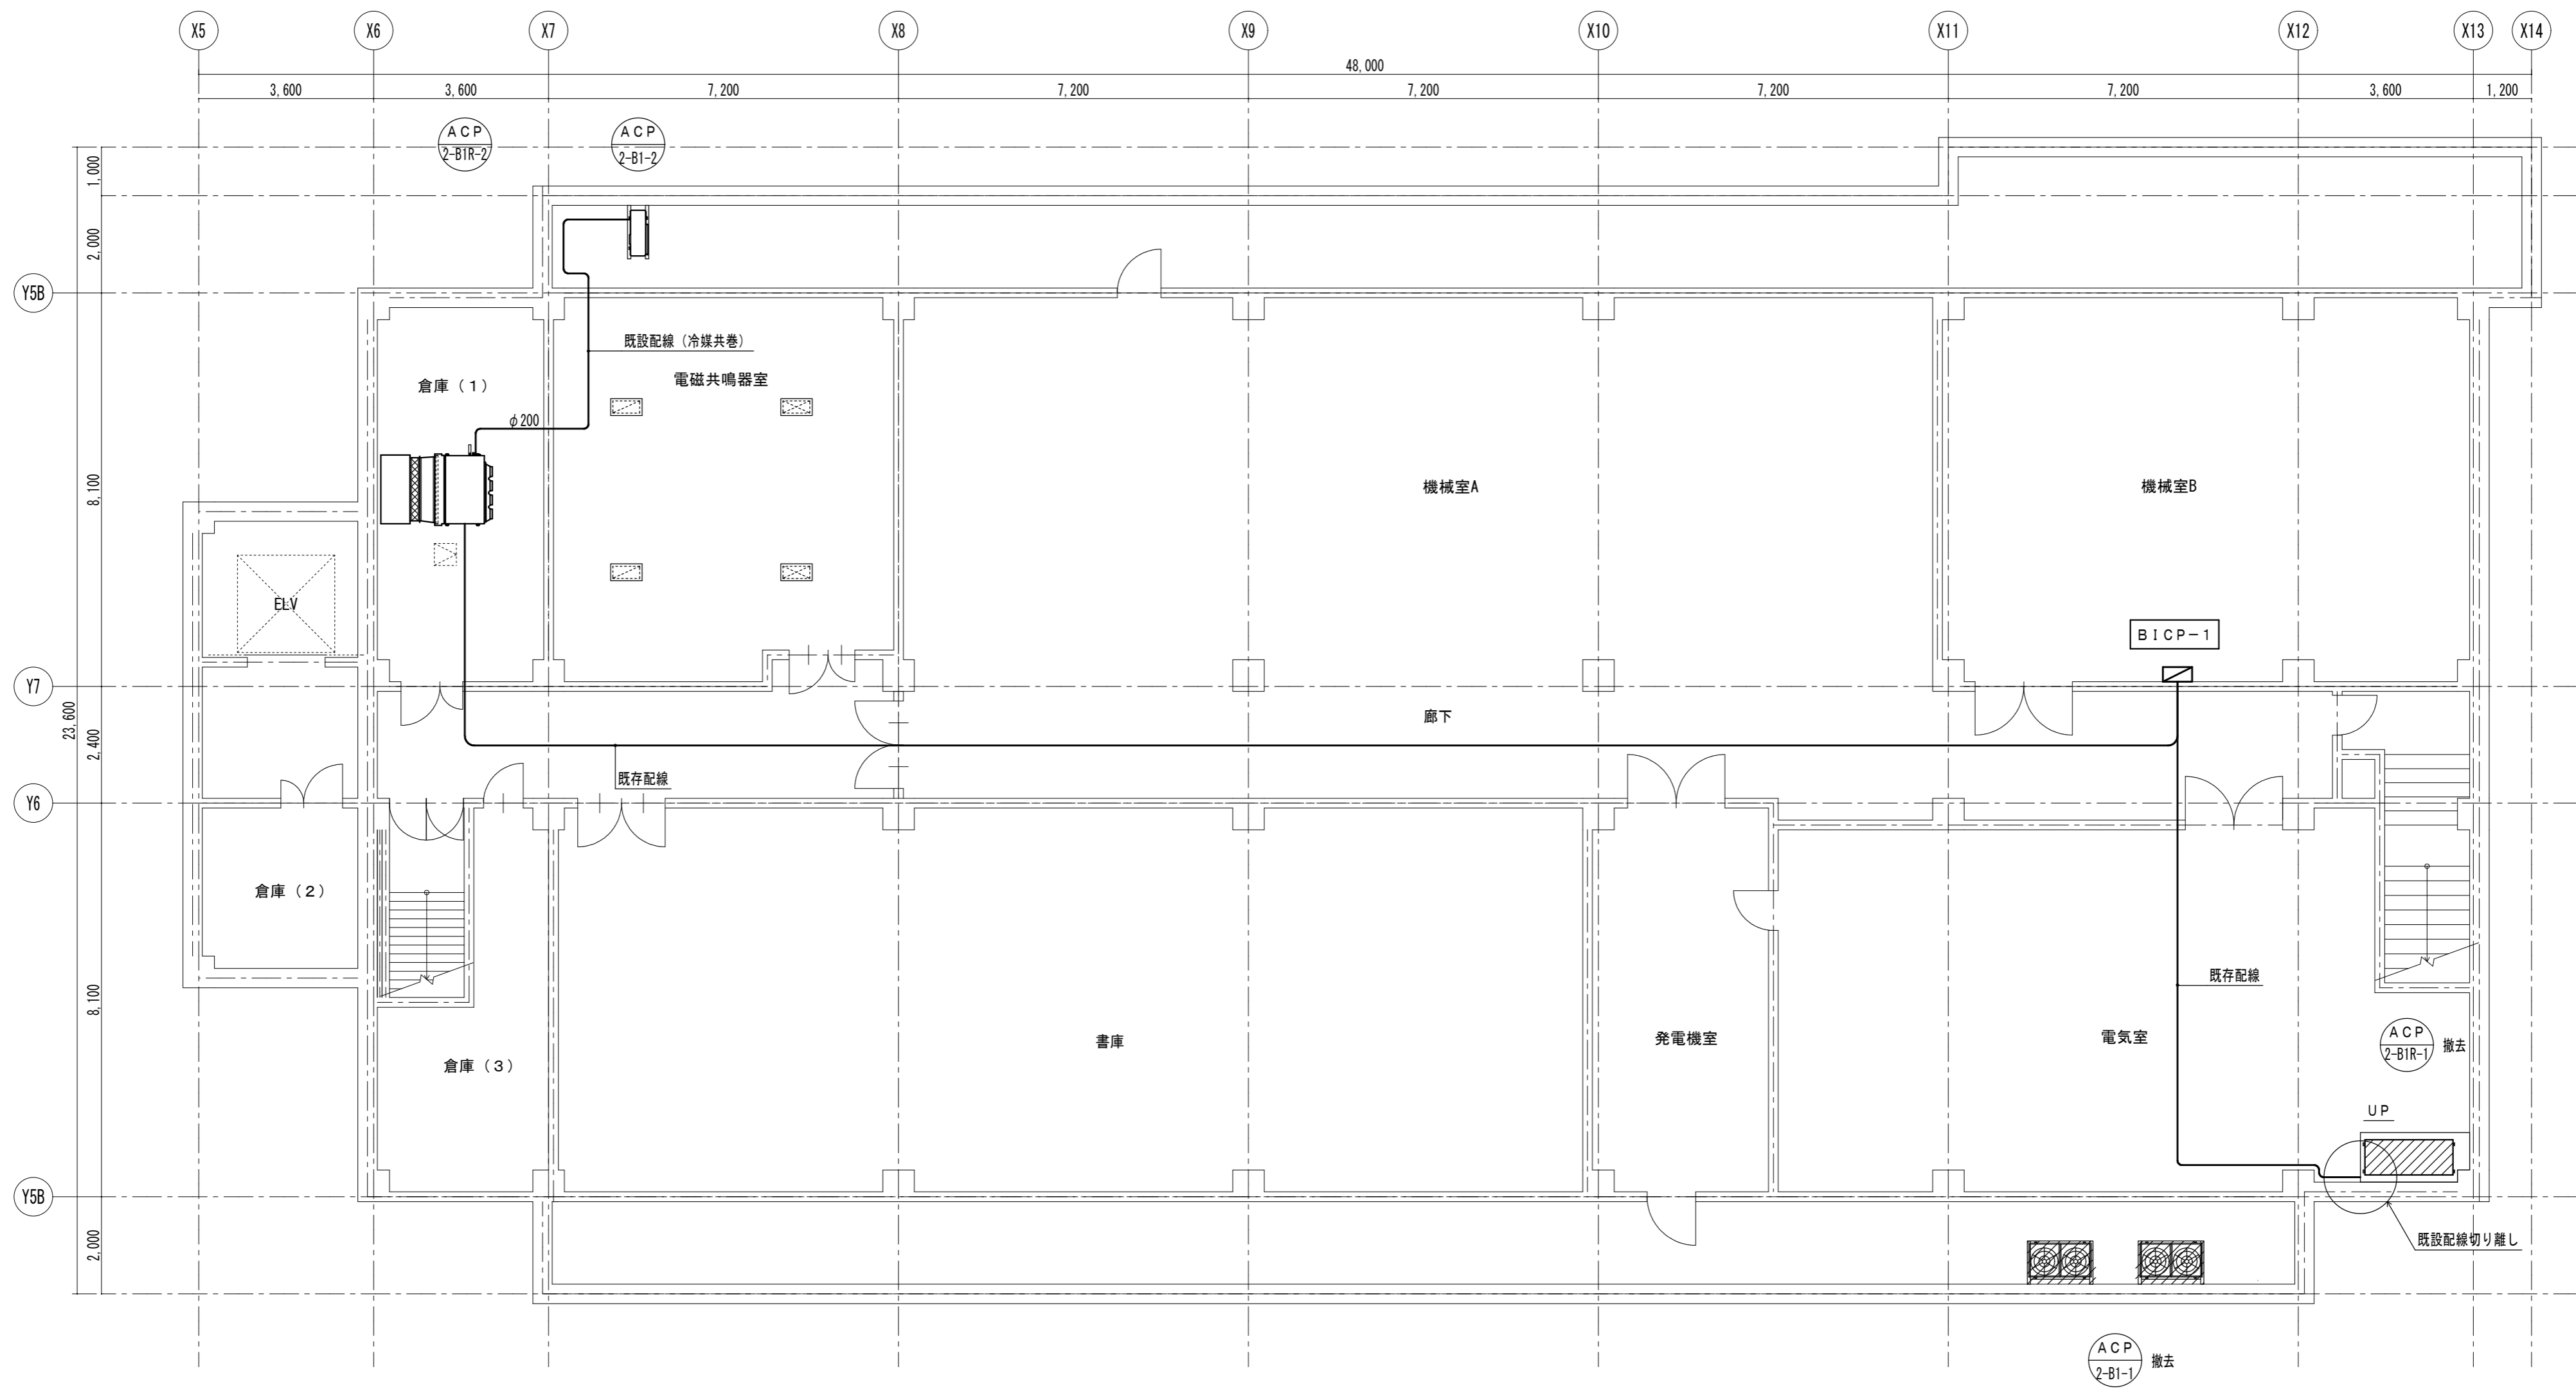 X5 X6 X7 X8 X9 X10 X11 X12 X13 X14
48,000
3,600 3,600 7,200 7,200 7,200 7,200 7,200 3,600 1,200
ACP
2-B1R-2
ACP
2-B1-2
1,000
2,000
Y5B
既設配線（冷媒共巻）
電磁共鳴器室
倉庫（1）
φ200
8,100
機械室A
機械室B
ELV
BICP-1
Y7
23,600
2,400
廊下
既存配線
Y6
倉庫（2）
8,100
既存配線
書庫
発電機室
電気室
ACP
2-B1R-1
撤去
倉庫（3）
UP
Y5B
2,000
既設配線切り離し
ACP
2-B1-1
撤去